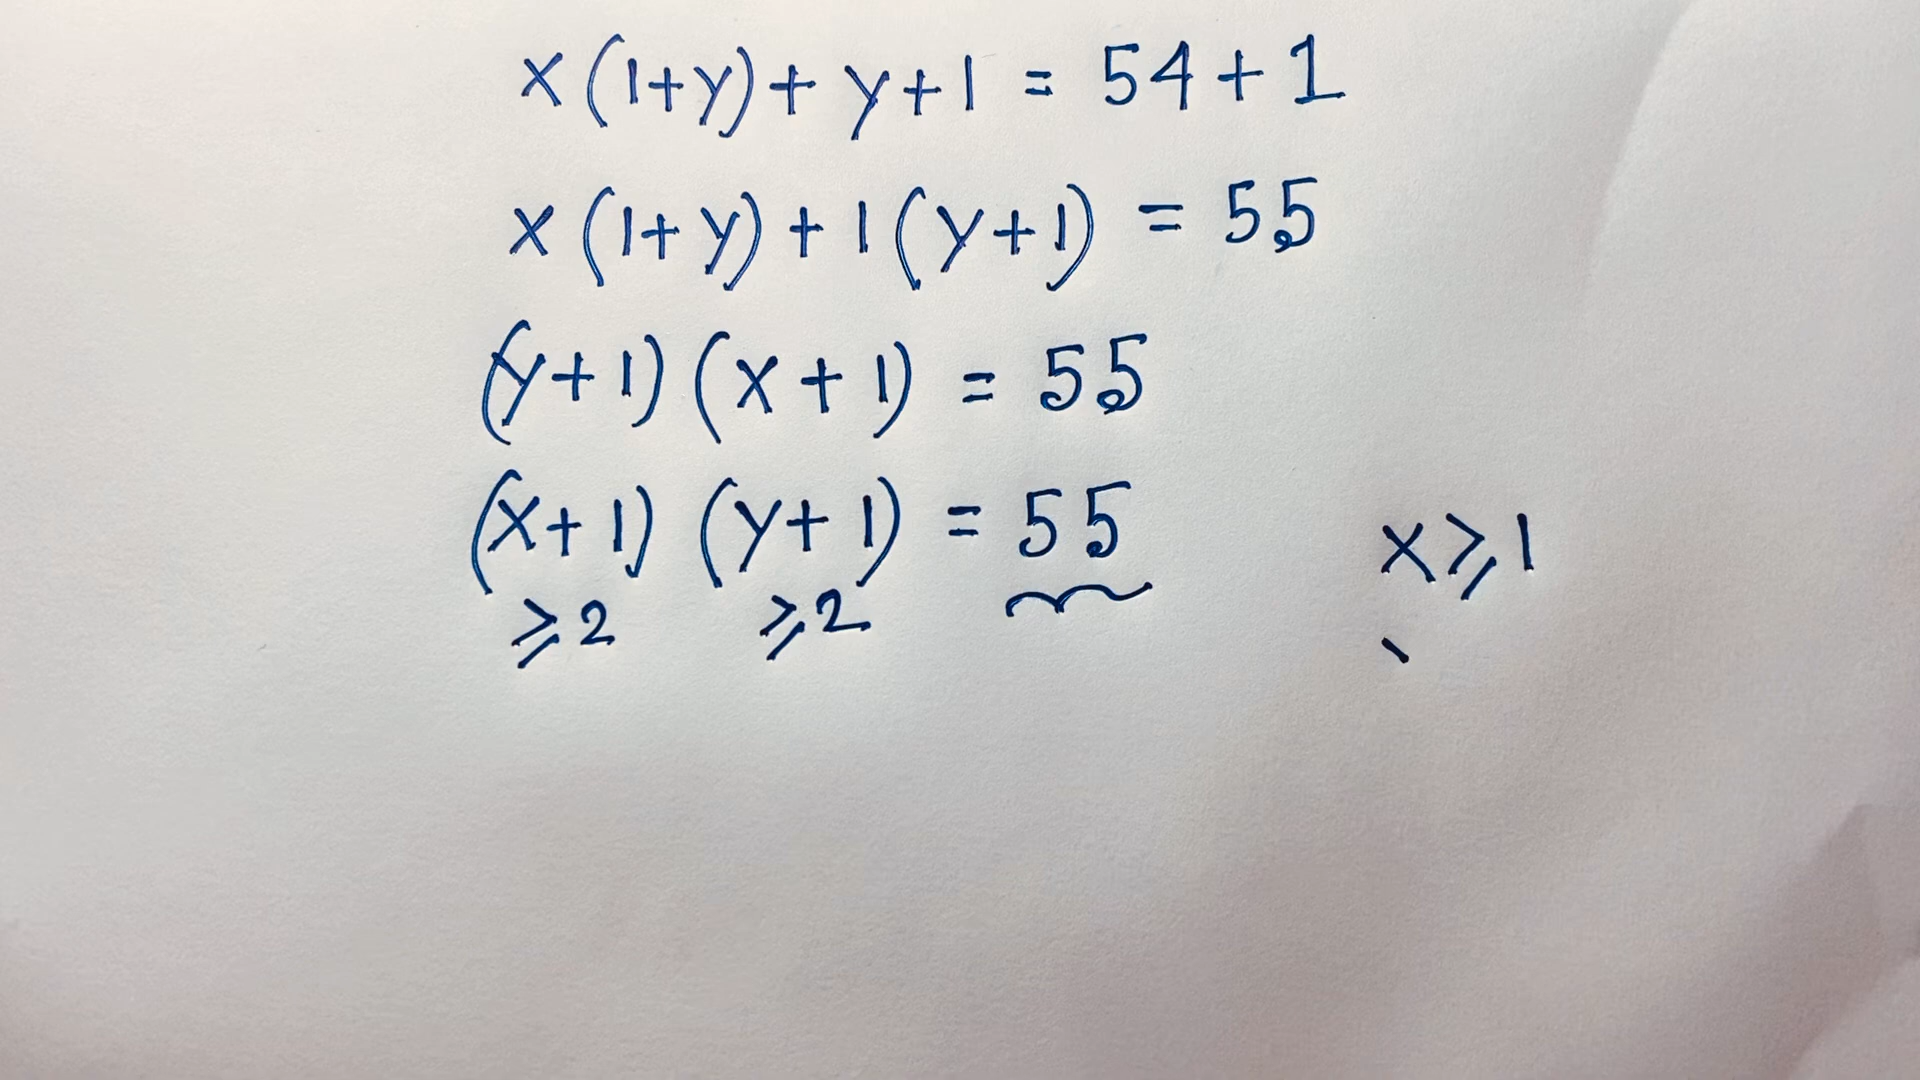 x(1+y)+y+1 = 54+1
x(1+y)+1(y+1) = 55
(y+1)(x+1) = 55
(x+1)(y+1) = 55 x⩾1
⩾2 ⩾2